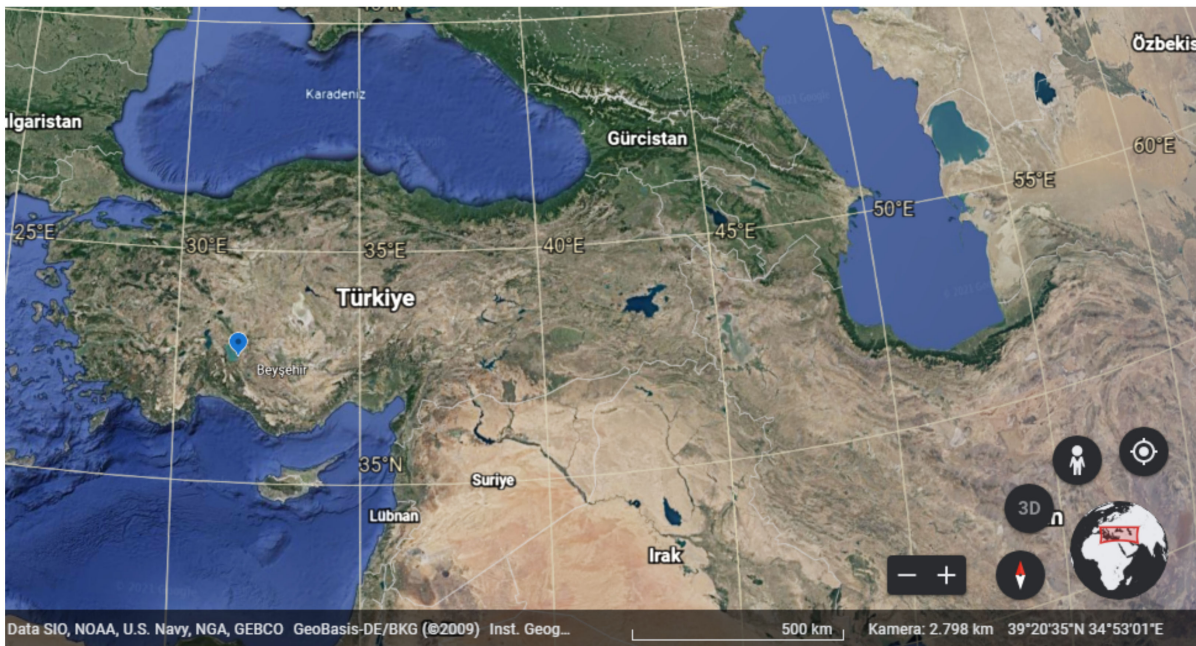 Özbekis
Karadeniz
lgaristan
Gürcistan
60°E
55°E
50°E
25°E
30°E
35°E
40°E
45°E
Türkiye
Beyşehir
35°N
Suriye
Lübnan
Irak
3D
n
Data SIO, NOAA, U.S. Navy, NGA, GEBCO GeoBasis-DE/BKG (©2009) Inst. Geog...
500 km
Kamera: 2.798 km 39°20'35"N 34°53'01"E